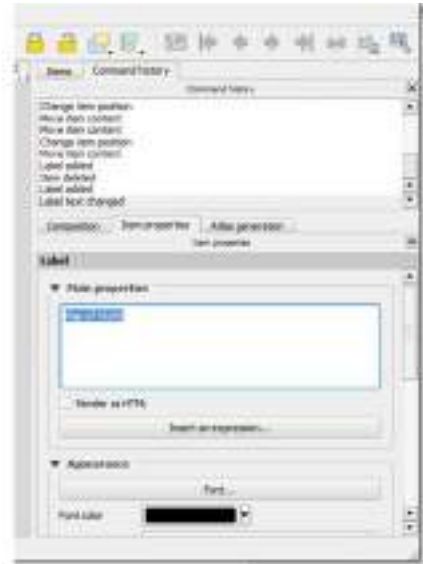 Items Command history
Command history
Change item position
Move item content
Move item content
Change item position
Move item content
Label added
Item deleted
Label added
Label text changed
Composition Item properties Atlas generation
Item properties
Label
Main properties
Render as HTML
Insert an expression...
Appearance
Font...
Font color